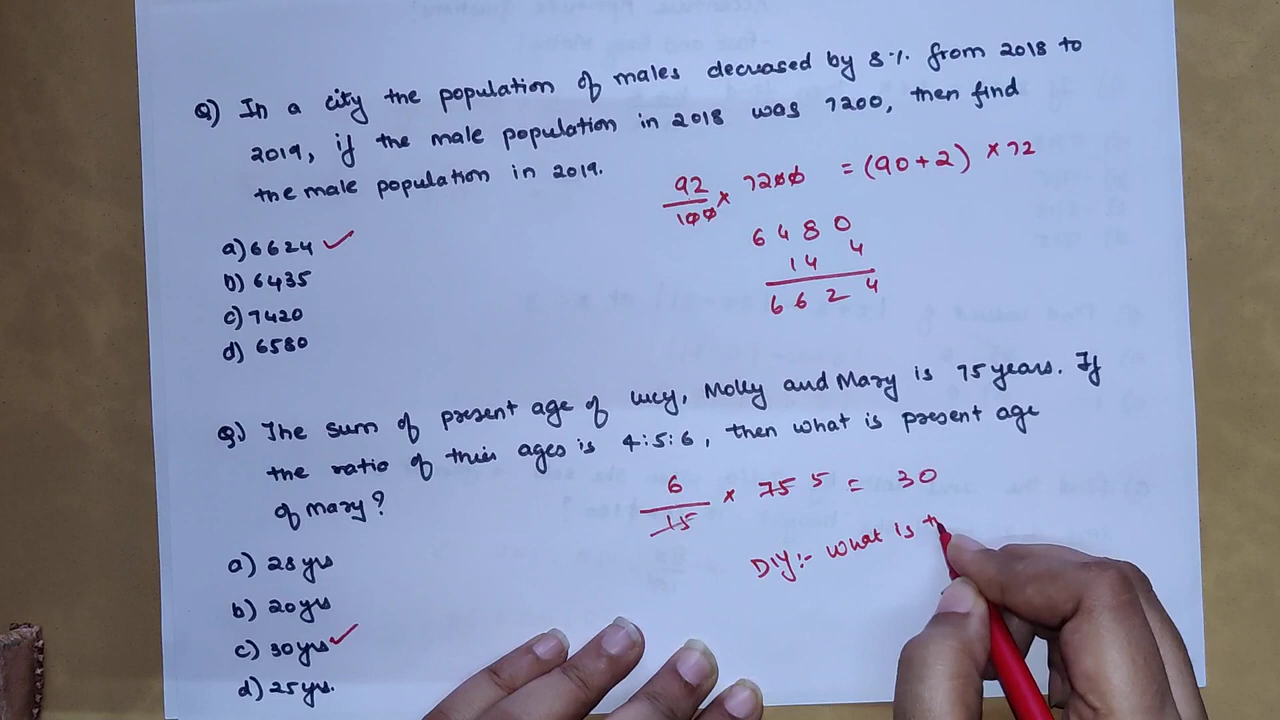 Q) In a city the population of males decreased by 8% from 2018 to
2019, if the male population in 2018 was 7200, then find
the male population in 2019.
92/100 × 7200 = (90+2) × 72
6480
144
6624
a) 6624 ✓
b) 6435
c) 7420
d) 6580
Q) The sum of present age of Lucy, Molly and Mary is 75 years. If
the ratio of their ages is 4:5:6, then what is present age
of Mary?
6/15 × 75 5 = 30
DIY:- What is t
a) 28 yrs
b) 20 yrs
c) 30 yrs ✓
d) 25 yrs.